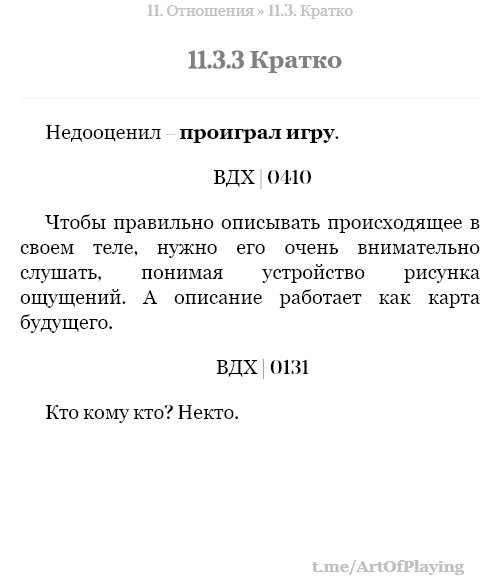 11. Отношения » 11.3. Кратко
11.3.3 Кратко
Недооценил – проиграл игру.
ВДХ | 0410
Чтобы правильно описывать происходящее в
своем теле, нужно его очень внимательно
слушать, понимая устройство рисунка
ощущений. А описание работает как карта
будущего.
ВДХ | 0131
Кто кому кто? Некто.
t.me/ArtOfPlaying